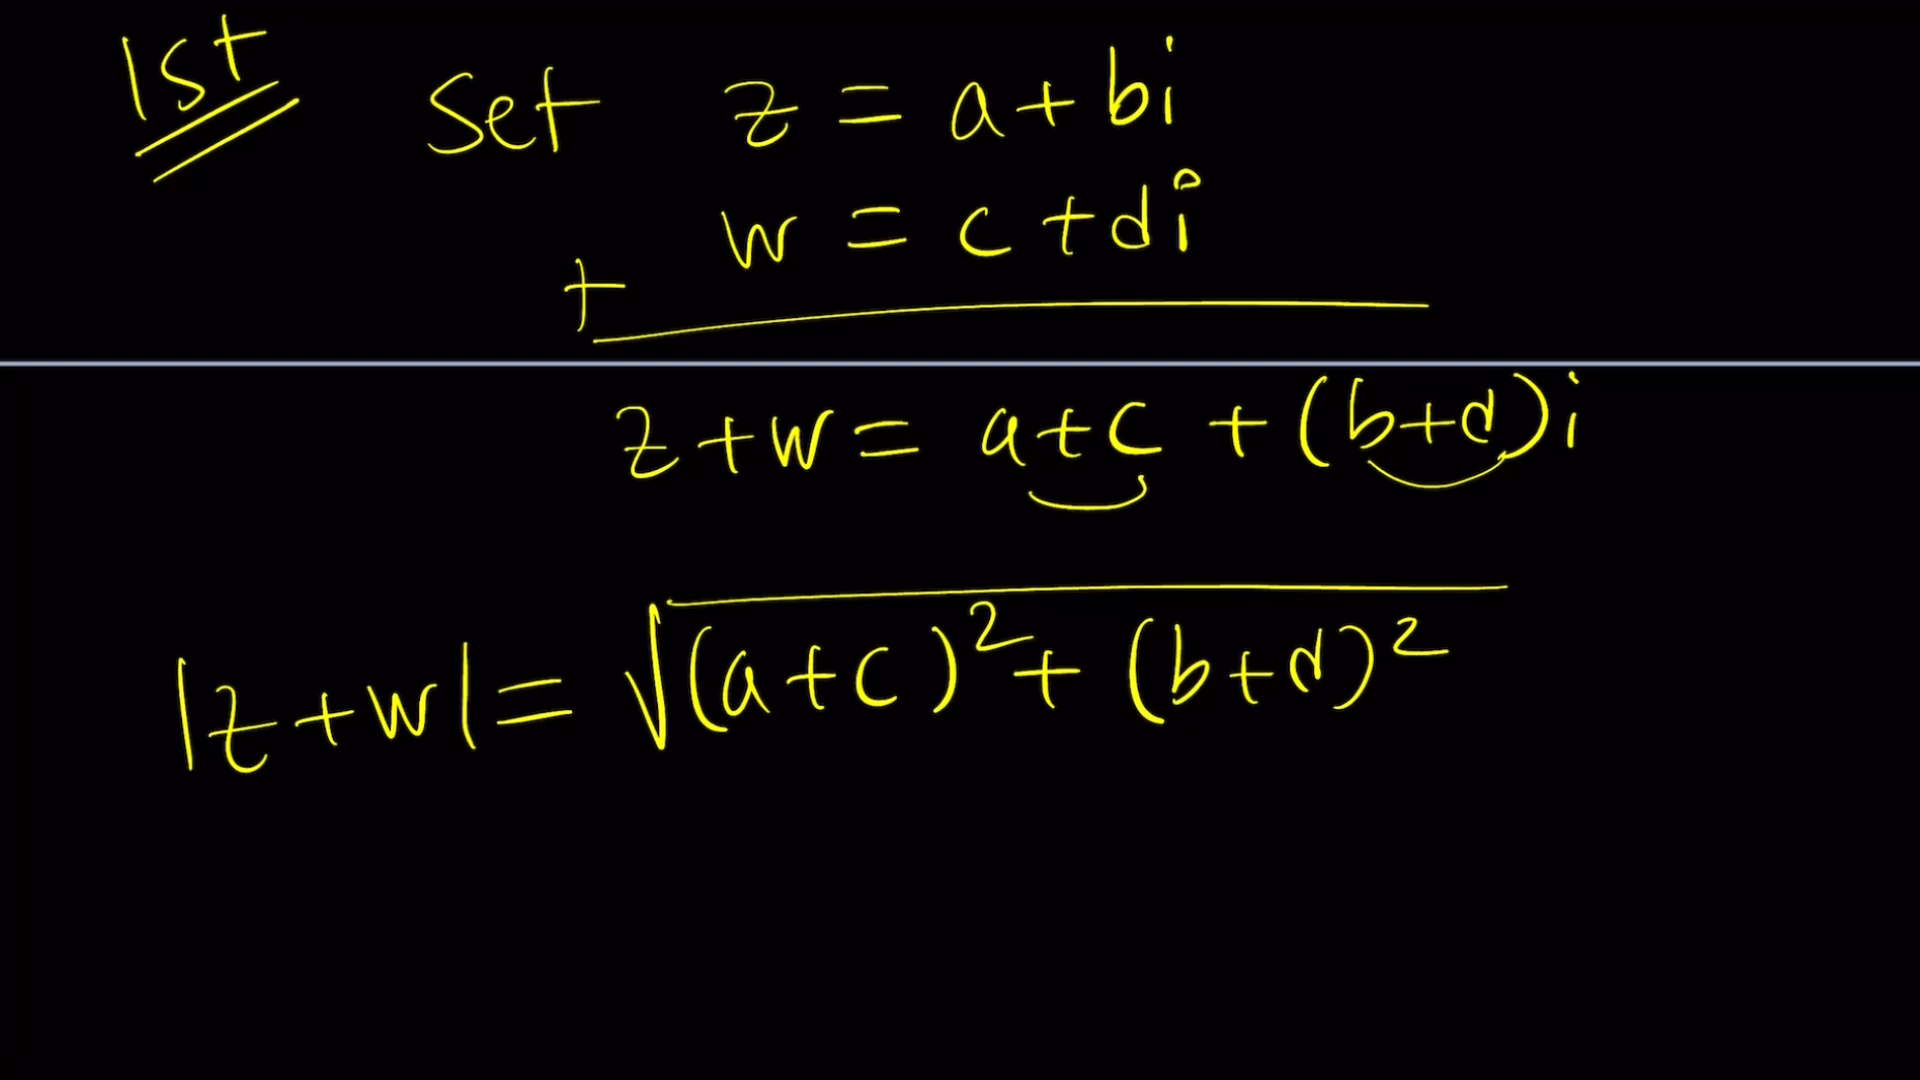 1st Set z = a + bi
w = c + di
+
z + w = a + c + (b + d)i
|z + w| = √(a + c)² + (b + d)²